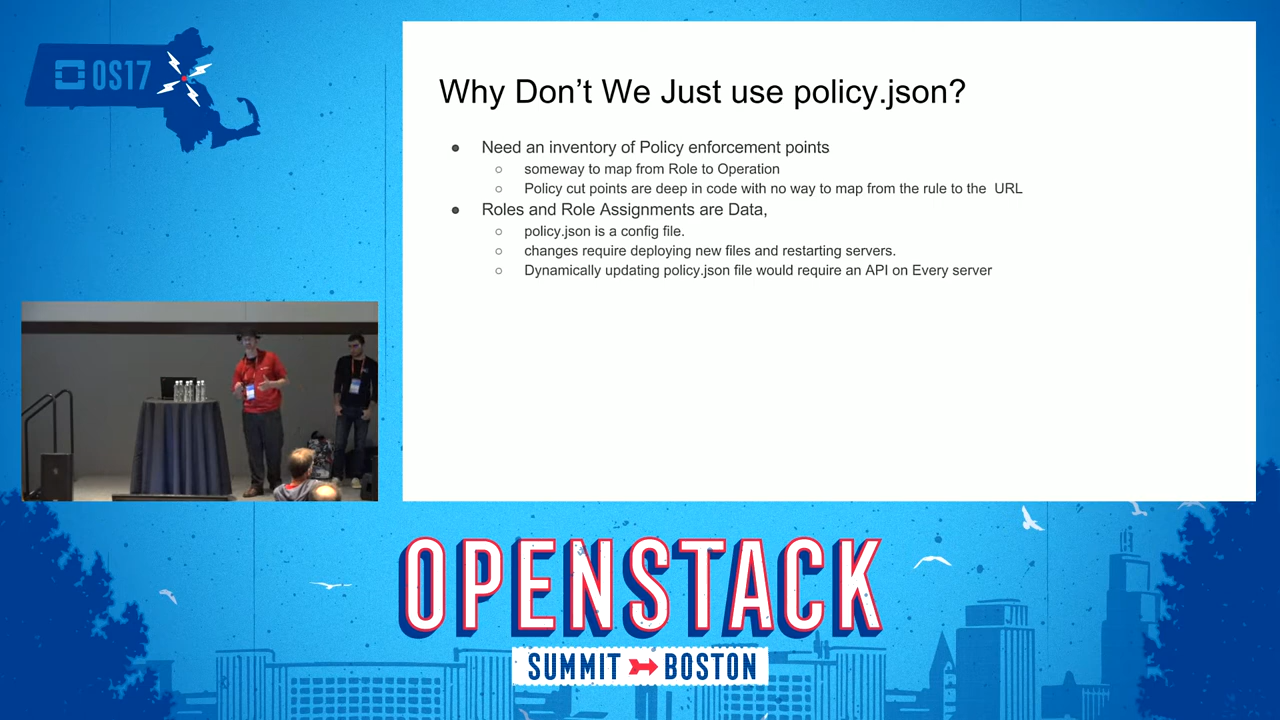 OS17
Why Don't We Just use policy.json?
● Need an inventory of Policy enforcement points
○ someway to map from Role to Operation
○ Policy cut points are deep in code with no way to map from the rule to the URL
● Roles and Role Assignments are Data,
○ policy.json is a config file.
○ changes require deploying new files and restarting servers.
○ Dynamically updating policy.json file would require an API on Every server
OPENSTACK
SUMMIT BOSTON